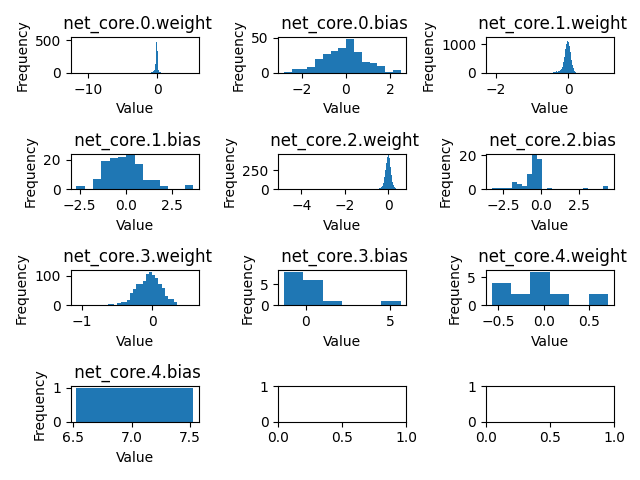 net_core.0.weight
Frequency
500
0
−10
0
Value
net_core.0.bias
Frequency
50
0
−2
0
2
Value
net_core.1.weight
Frequency
1000
0
−2
0
Value
net_core.1.bias
Frequency
20
0
−2.5
0.0
2.5
Value
net_core.2.weight
Frequency
250
0
−4
−2
0
Value
net_core.2.bias
Frequency
20
0
−2.5
0.0
2.5
Value
net_core.3.weight
Frequency
100
0
−1
0
Value
net_core.3.bias
Frequency
5
0
0
5
Value
net_core.4.weight
Frequency
5
0
−0.5
0.0
0.5
Value
net_core.4.bias
Frequency
1
0
6.5
7.0
7.5
Value
1
0
0.0
0.5
1.0
1
0
0.0
0.5
1.0